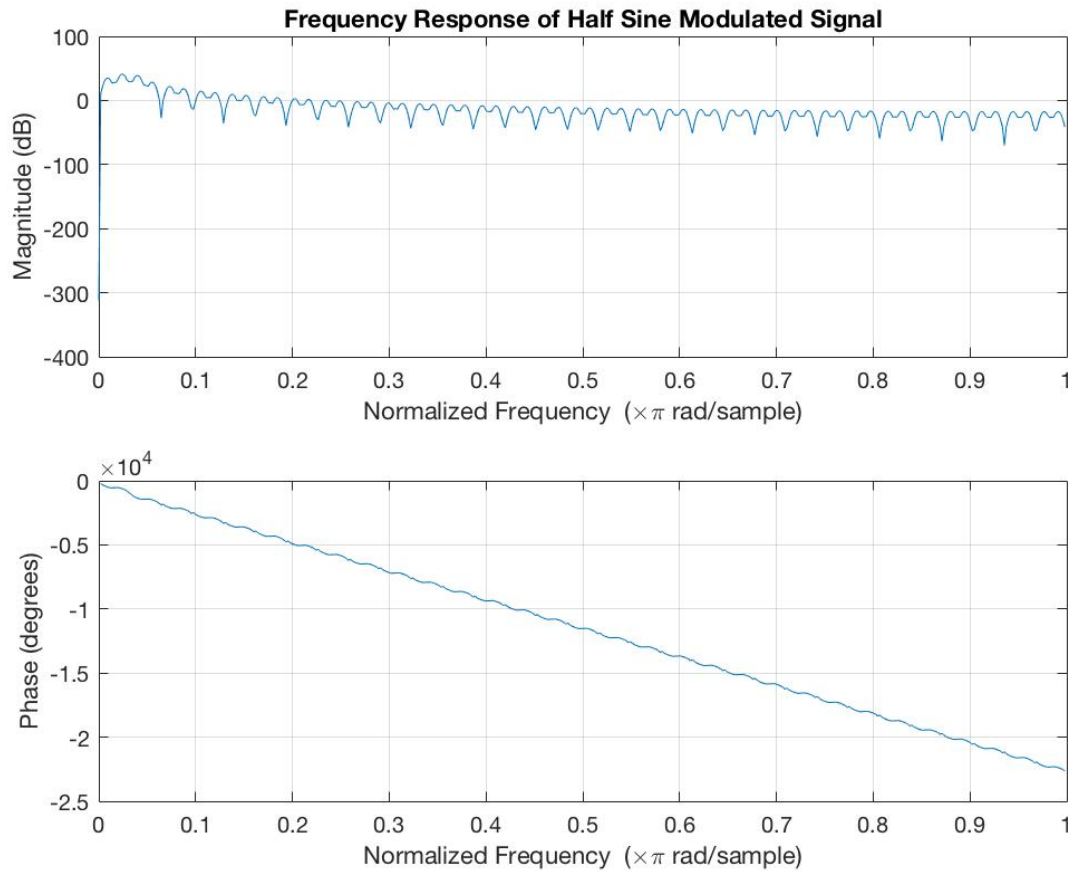 Frequency Response of Half Sine Modulated Signal
100
0
-100
-200
-300
-400
Magnitude (dB)
0 0.1 0.2 0.3 0.4 0.5 0.6 0.7 0.8 0.9 1
Normalized Frequency (×π rad/sample)
×10^4
0
-0.5
-1
-1.5
-2
-2.5
Phase (degrees)
0 0.1 0.2 0.3 0.4 0.5 0.6 0.7 0.8 0.9 1
Normalized Frequency (×π rad/sample)